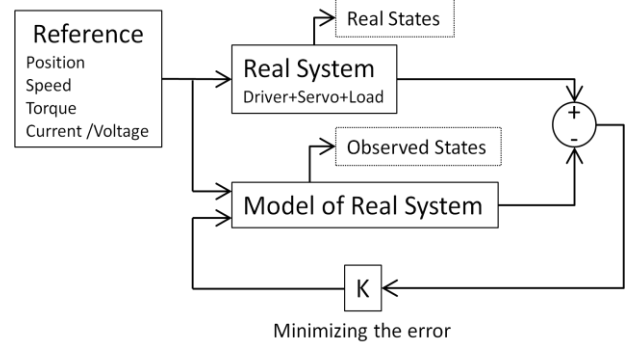 Reference
Position
Speed
Torque
Current /Voltage
Real States
Real System
Driver+Servo+Load
+
-
Observed States
Model of Real System
K
Minimizing the error